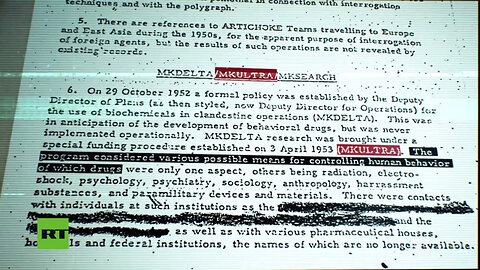 techniques and with the polygraph.
5. There are references to ARTICHOKE Teams travelling to Europe
and East Asia during the 1950s, for the apparent purpose of interrogation
of foreign agents, but the results of such operations are not revealed by
existing records.
MKDELTA/MKULTRA/MKSEARCH
6. On 29 October 1952 a formal policy was established by the Deputy
Director of Plans (as then styled, now Deputy Director for Operations) for
the use of biochemicals in clandestine operations (MKDELTA). This was
in anticipation of the development of behavioral drugs, but was never
implemented operationally. MKDELTA research was brought under a
special funding procedure established on 3 April 1953 (MKULTRA). The
program considered various possible means for controlling human behavior
of which drugs were only one aspect, others being radiation, electro-
shock, psychology, psychiatry, sociology, anthropology, harrassment
substances, and paramilitary devices and materials. There were contacts
with individuals at such institutions as the
and the
as well as with various pharmaceutical houses,
and federal institutions, the names of which are no longer available.
RT